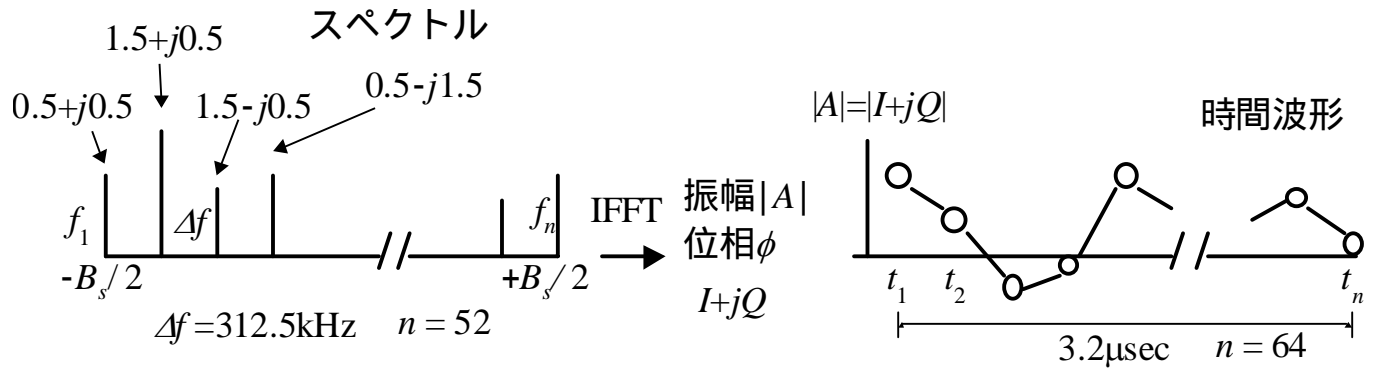 スペクトル
1.5+j0.5
0.5+j0.5
1.5-j0.5
0.5-j1.5
f1
Δf
fn
-Bs/2
+Bs/2
Δf=312.5kHz n = 52
IFFT
振幅|A|
位相ϕ
I+jQ
|A|=|I+jQ|
時間波形
t1 t2 tn
3.2μsec n = 64